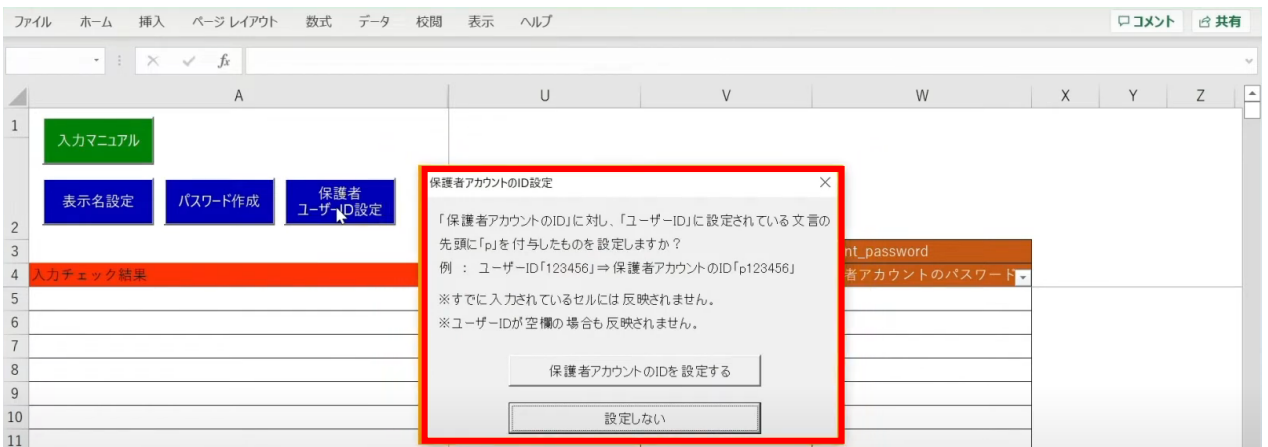 ファイル ホーム 挿入 ページ レイアウト 数式 データ 校閲 表示 ヘルプ コメント 共有
fx
A U V W X Y Z
1
入力マニュアル
表示名設定 パスワード作成 保護者
ユーザーID設定
2
保護者アカウントのID設定
「保護者アカウントのID」に対し、「ユーザーID」に設定されている文言の
先頭に「p」を付与したものを設定しますか？
例 ： ユーザーID「123456」⇒保護者アカウントのID「p123456」
※すでに入力されているセルには反映されません。
※ユーザーIDが空欄の場合も反映されません。
保護者アカウントのIDを設定する
設定しない
3 nt_password
4 入力チェック結果 者アカウントのパスワード
5
6
7
8
9
10
11